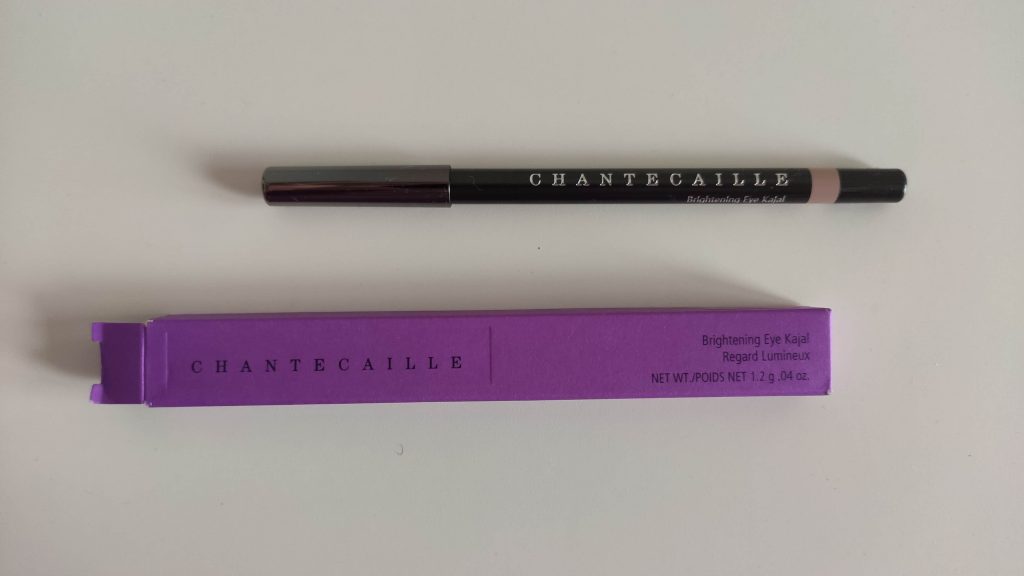 CHANTECAILLE
Brightening Eye Kajal
CHANTECAILLE
Brightening Eye Kajal
Regard Lumineux
NET WT./POIDS NET 1.2 g .04 oz.